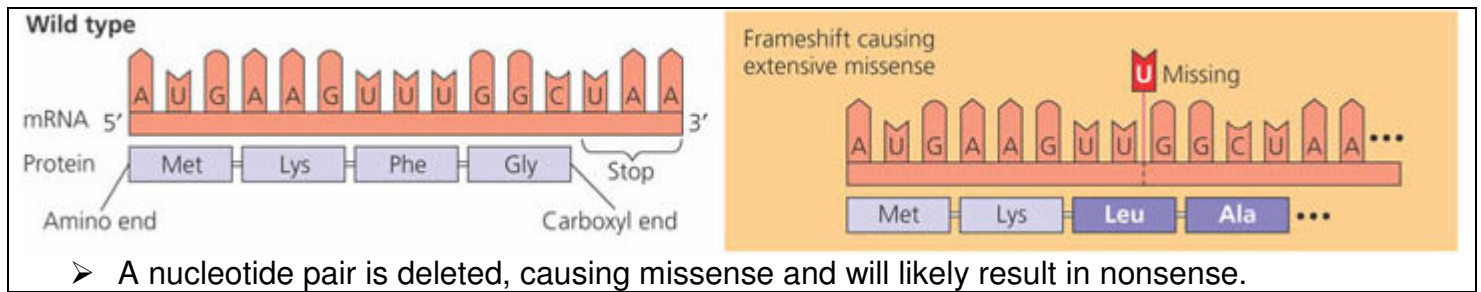 Wild type
A U G A A G U U U G G C U A A
mRNA 5′ 3′
Protein Met Lys Phe Gly Stop
Amino end Carboxyl end
Frameshift causing
extensive missense
U Missing
A U G A A G U U G G C U A A •••
Met Lys Leu Ala •••
➢ A nucleotide pair is deleted, causing missense and will likely result in nonsense.